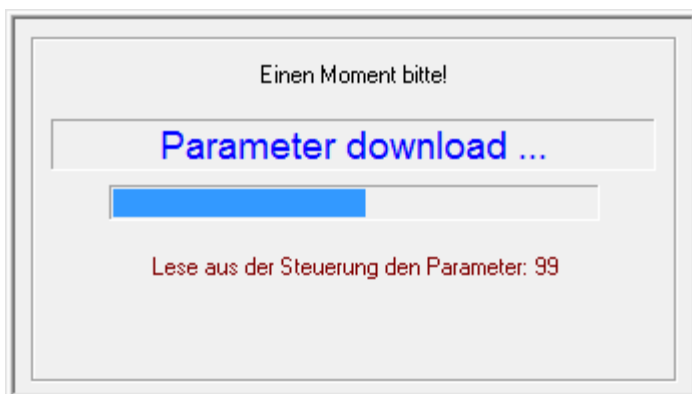 Einen Moment bitte!
Parameter download ...
Lese aus der Steuerung den Parameter: 99